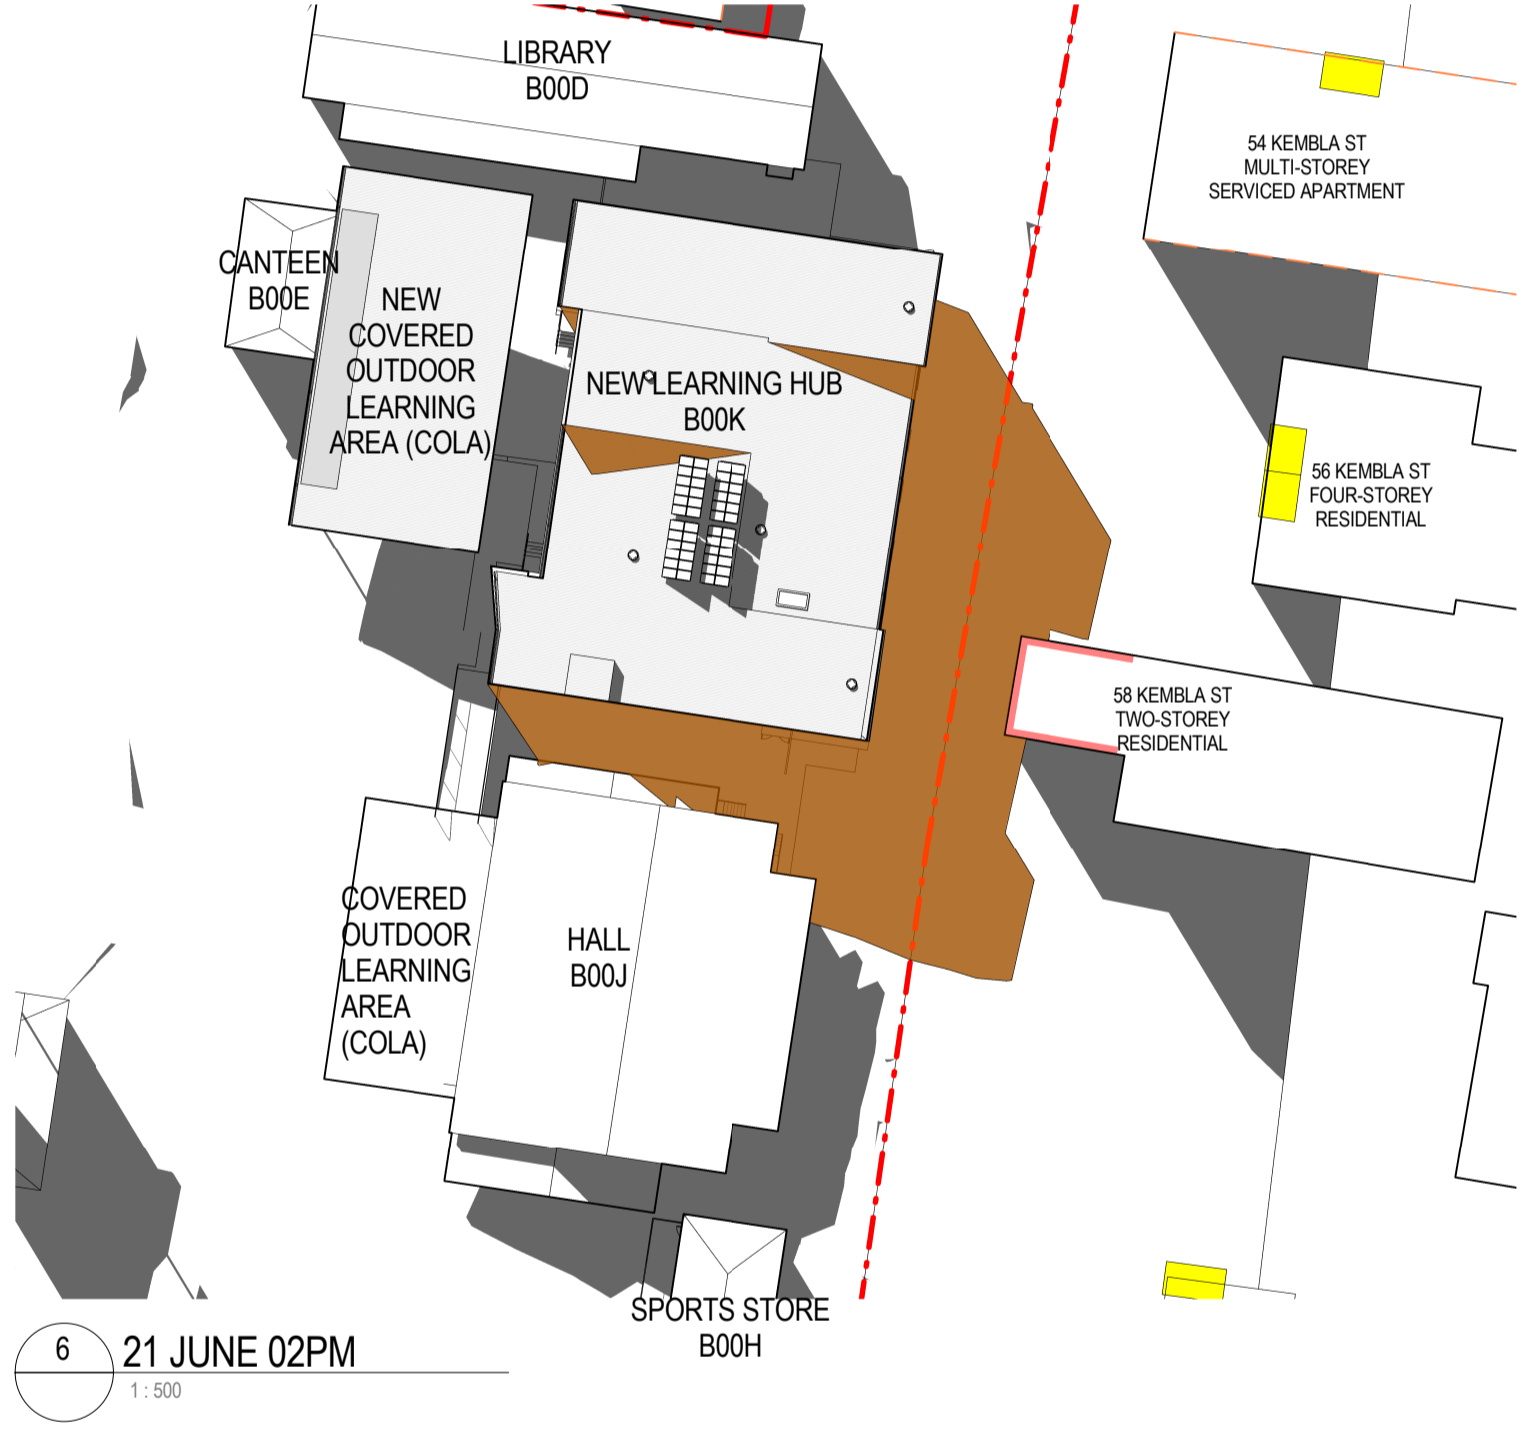 LIBRARY
B00D
54 KEMBLA ST
MULTI-STOREY
SERVICED APARTMENT
CANTEEN
B00E
NEW
COVERED
OUTDOOR
LEARNING
AREA (COLA)
NEW LEARNING HUB
B00K
56 KEMBLA ST
FOUR-STOREY
RESIDENTIAL
58 KEMBLA ST
TWO-STOREY
RESIDENTIAL
COVERED
OUTDOOR
LEARNING
AREA
(COLA)
HALL
B00J
SPORTS STORE
B00H
6
21 JUNE 02PM
1 : 500